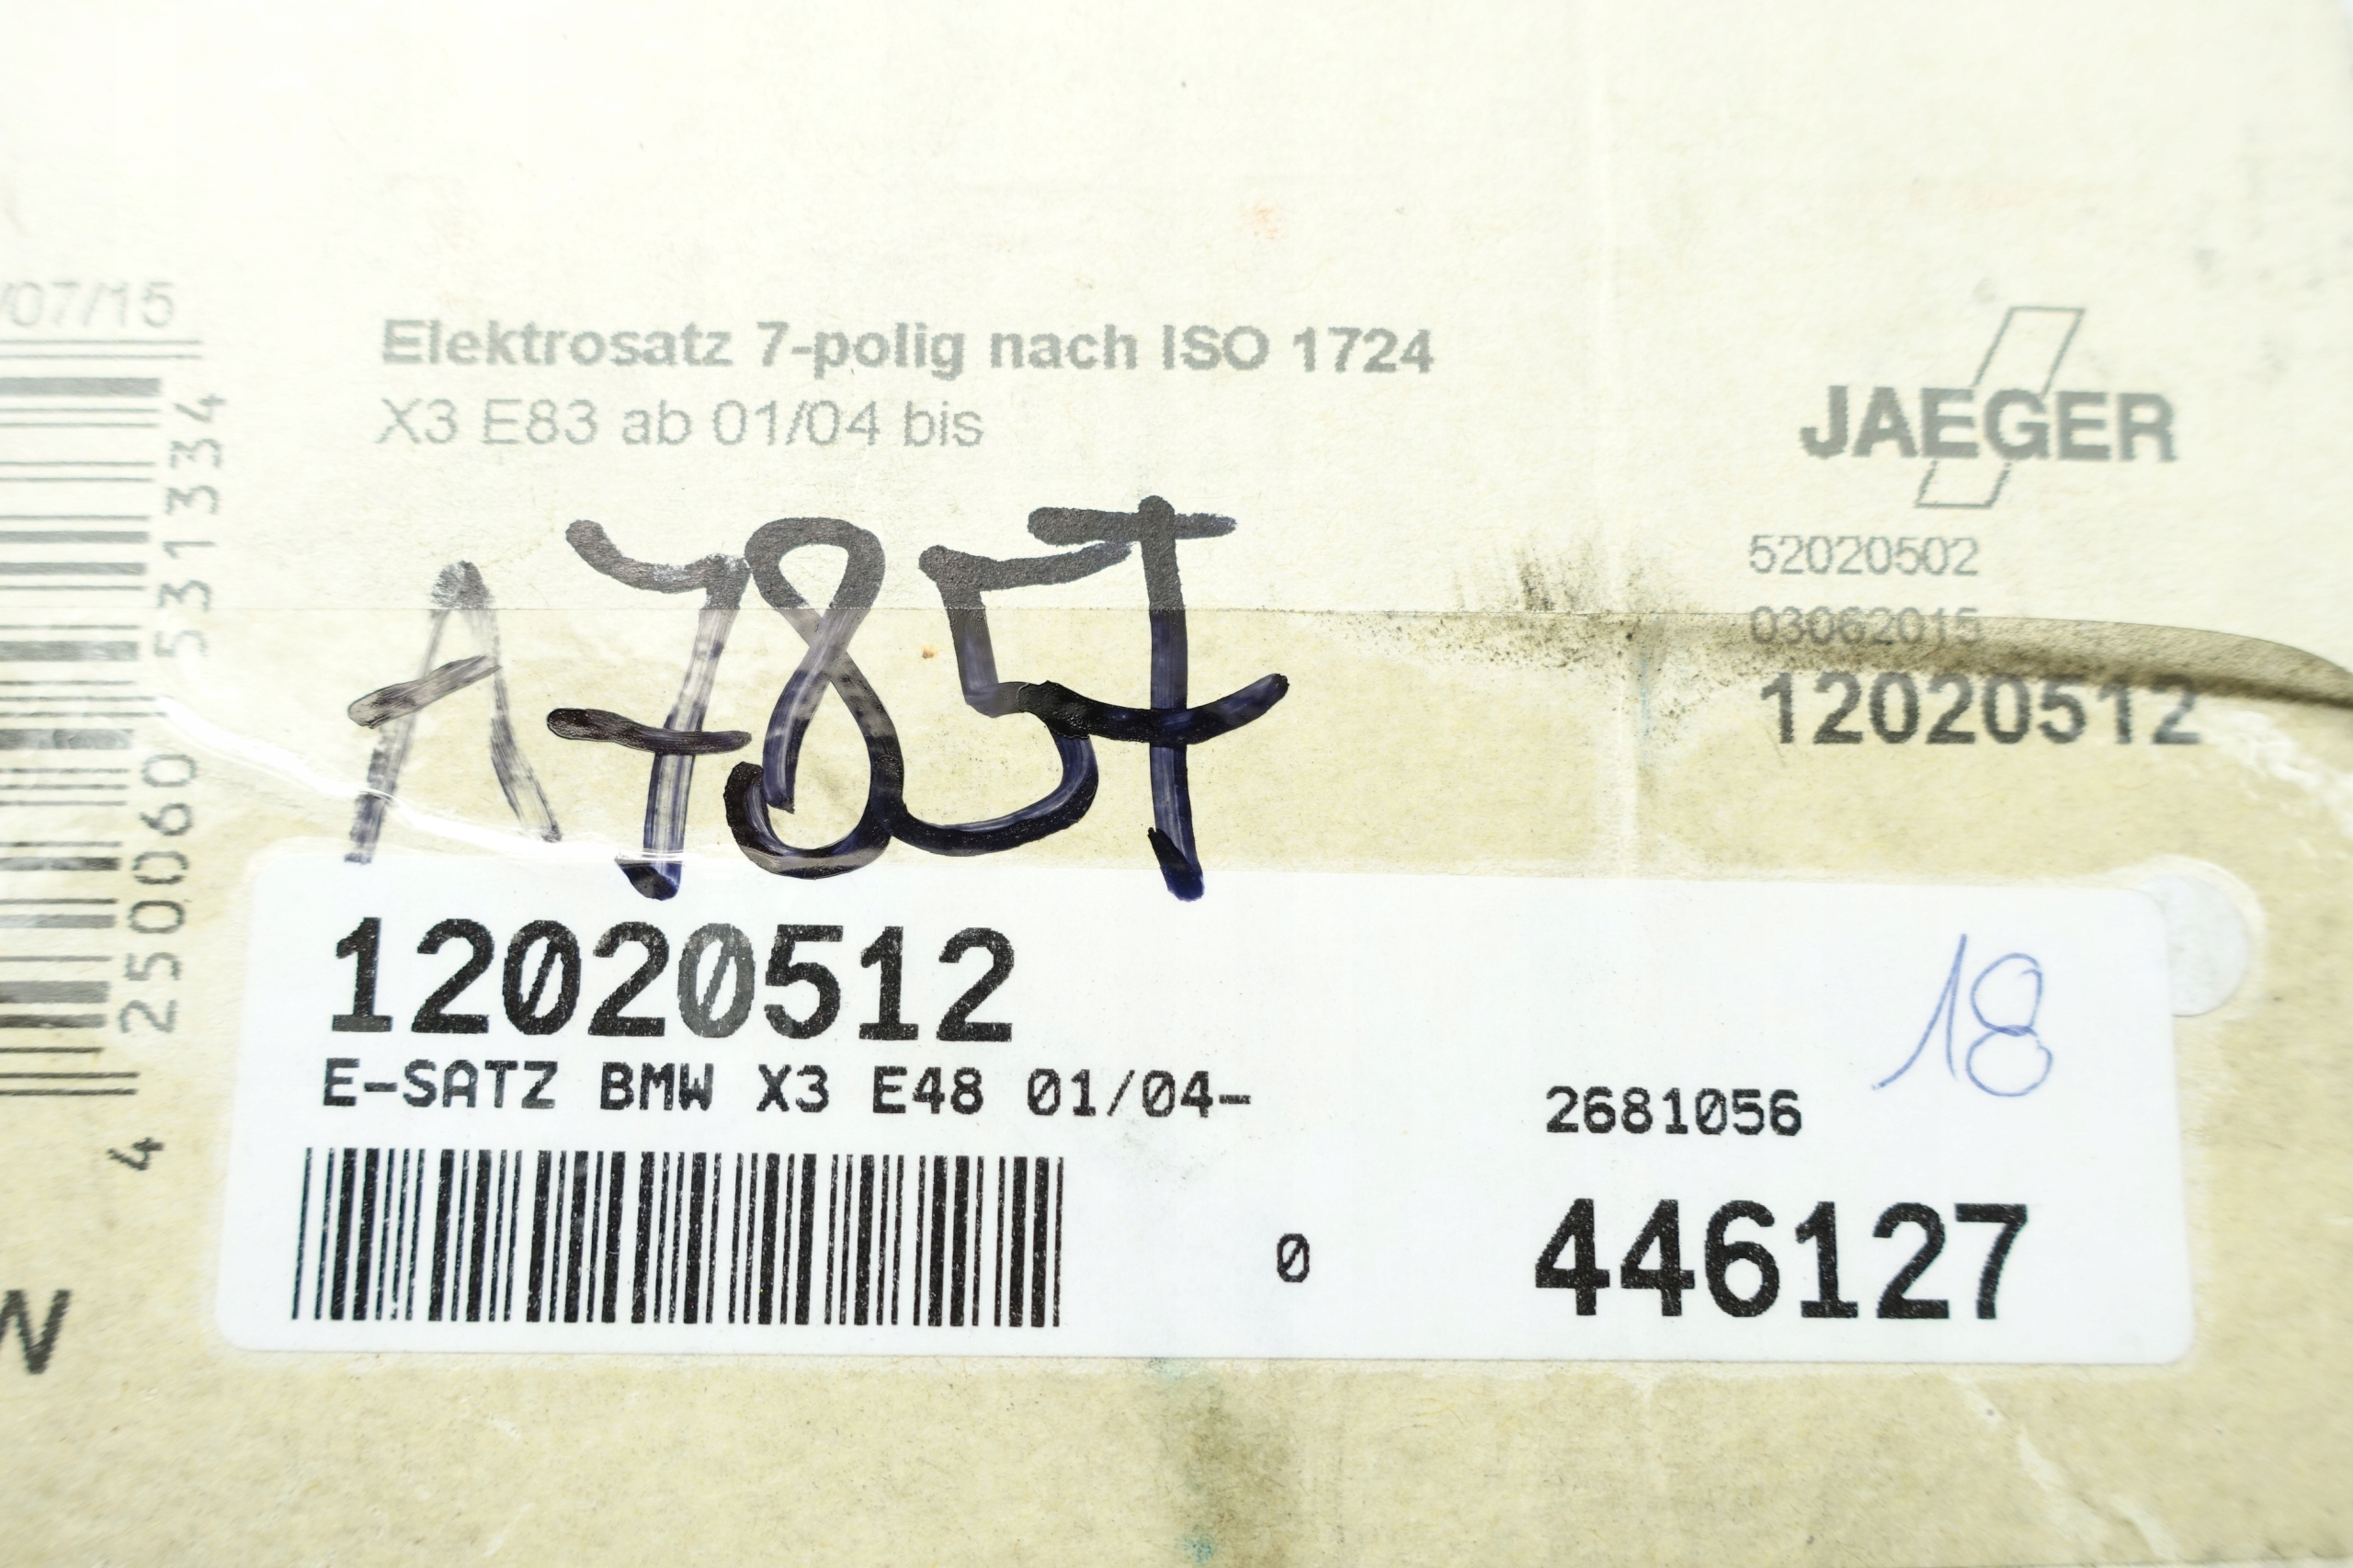 /07/15
4 250060 531334
Elektrosatz 7-polig nach ISO 1724
X3 E83 ab 01/04 bis
JAEGER
52020502
03062015
12020512
A7857
12020512
E-SATZ BMW X3 E48 01/04-
18
2681056
0
446127
W